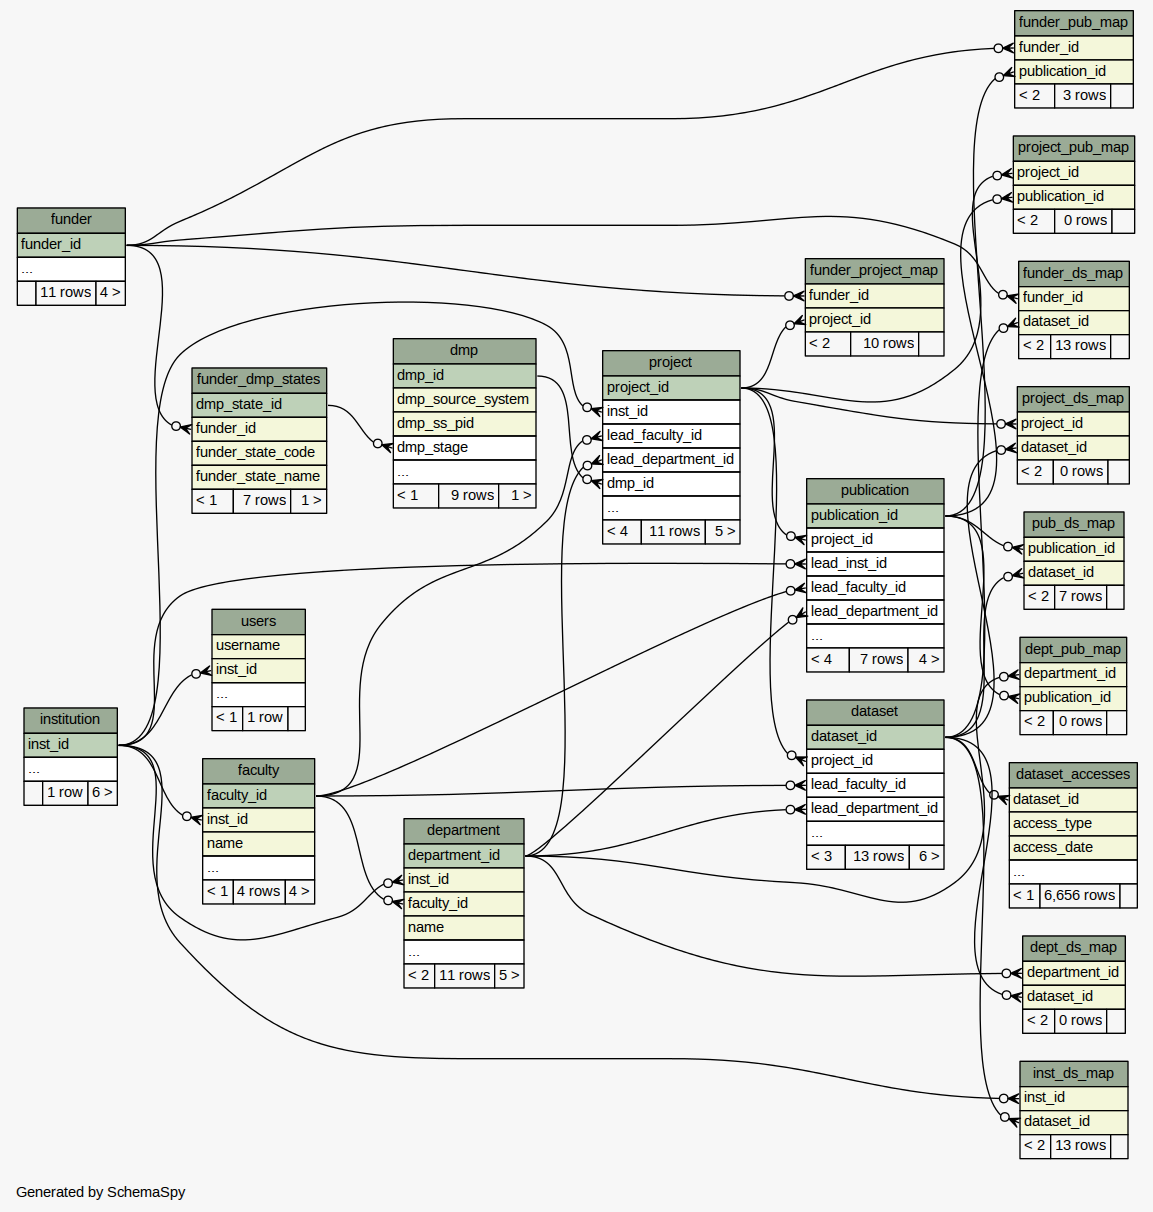 funder_pub_map
funder_id
publication_id
< 2 3 rows
project_pub_map
project_id
publication_id
< 2 0 rows
funder
funder_id
...
11 rows 4 >
funder_project_map
funder_id
project_id
< 2 10 rows
funder_ds_map
funder_id
dataset_id
< 2 13 rows
funder_dmp_states
dmp_state_id
funder_id
funder_state_code
funder_state_name
< 1 7 rows 1 >
dmp
dmp_id
dmp_source_system
dmp_ss_pid
dmp_stage
...
< 1 9 rows 1 >
project
project_id
inst_id
lead_faculty_id
lead_department_id
dmp_id
...
< 4 11 rows 5 >
project_ds_map
project_id
dataset_id
< 2 0 rows
publication
publication_id
project_id
lead_inst_id
lead_faculty_id
lead_department_id
...
< 4 7 rows 4 >
pub_ds_map
publication_id
dataset_id
< 2 7 rows
users
username
inst_id
...
< 1 1 row
dept_pub_map
department_id
publication_id
< 2 0 rows
institution
inst_id
...
1 row 6 >
faculty
faculty_id
inst_id
name
...
< 1 4 rows 4 >
dataset
dataset_id
project_id
lead_faculty_id
lead_department_id
...
< 3 13 rows 6 >
dataset_accesses
dataset_id
access_type
access_date
...
< 1 6,656 rows
department
department_id
inst_id
faculty_id
name
...
< 2 11 rows 5 >
dept_ds_map
department_id
dataset_id
< 2 0 rows
inst_ds_map
inst_id
dataset_id
< 2 13 rows
Generated by SchemaSpy